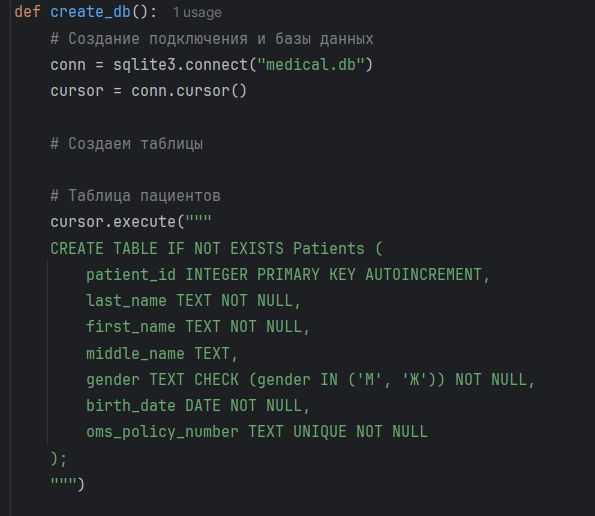 def create_db():  1 usage
    # Создание подключения и базы данных
    conn = sqlite3.connect("medical.db")
    cursor = conn.cursor()

    # Создаем таблицы

    # Таблица пациентов
    cursor.execute("""
    CREATE TABLE IF NOT EXISTS Patients (
        patient_id INTEGER PRIMARY KEY AUTOINCREMENT,
        last_name TEXT NOT NULL,
        first_name TEXT NOT NULL,
        middle_name TEXT,
        gender TEXT CHECK (gender IN ('М', 'Ж')) NOT NULL,
        birth_date DATE NOT NULL,
        oms_policy_number TEXT UNIQUE NOT NULL
    );
    """)